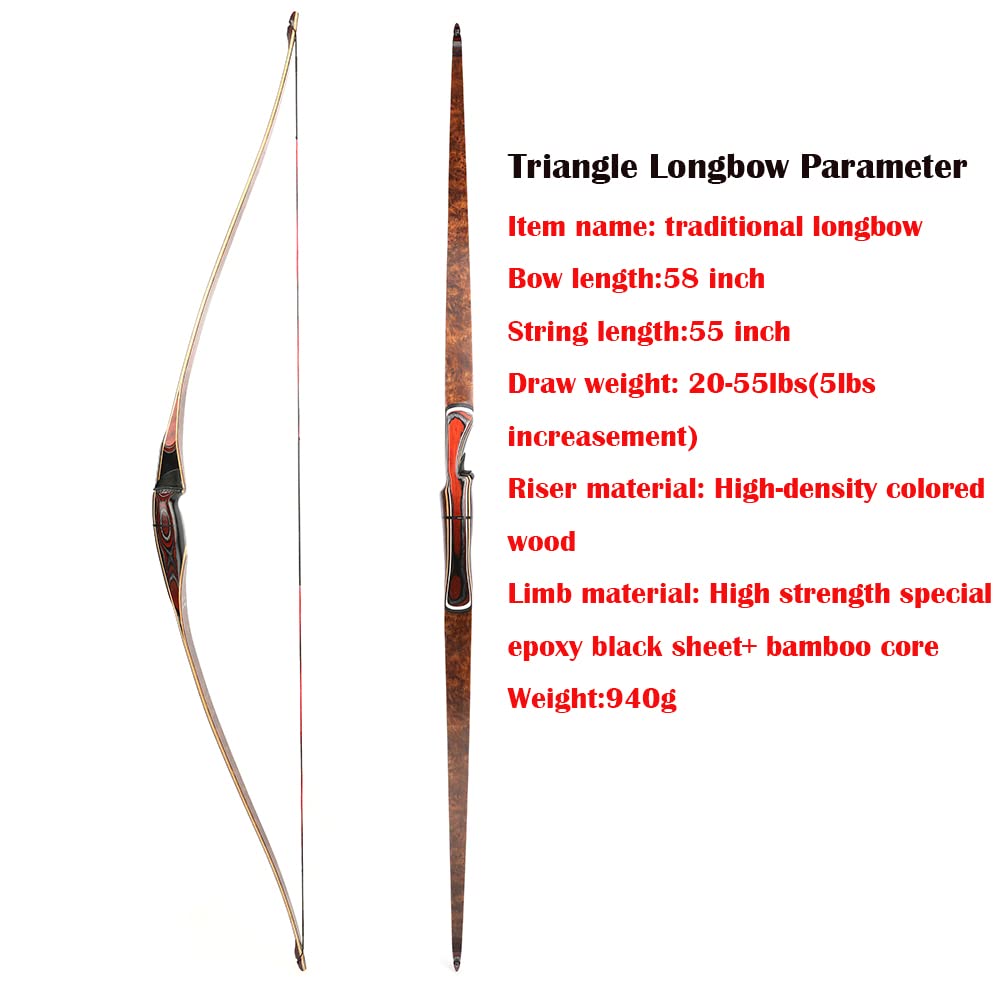 Triangle Longbow Parameter
Item name: traditional longbow
Bow length:58 inch
String length:55 inch
Draw weight: 20-55lbs(5lbs
increasement)
Riser material: High-density colored
wood
Limb material: High strength special
epoxy black sheet+ bamboo core
Weight:940g